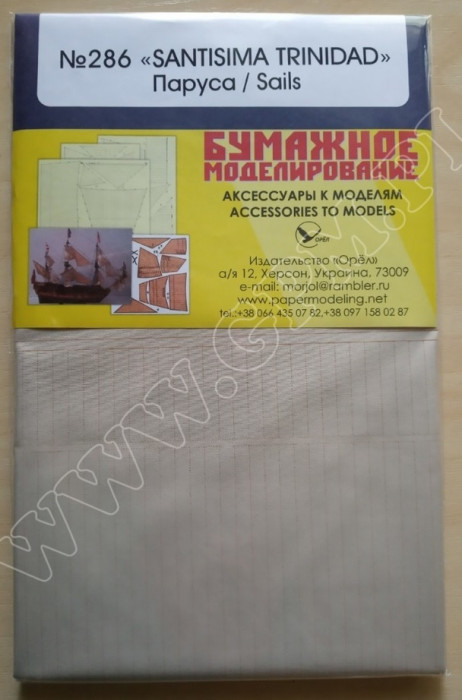 №286 «SANTISIMA TRINIDAD»
Паруса / Sails
БУМАЖНОЕ
МОДЕЛИРОВАНИЕ
АКСЕССУАРЫ К МОДЕЛЯМ
ACCESSORIES TO MODELS
ОРЁЛ
Издательство «Орёл»
а/я 12, Херсон, Украина, 73009
e-mail: morjol@rambler.ru
www.papermodeling.net
tel.:+38 066 435 07 82,+38 097 158 02 87